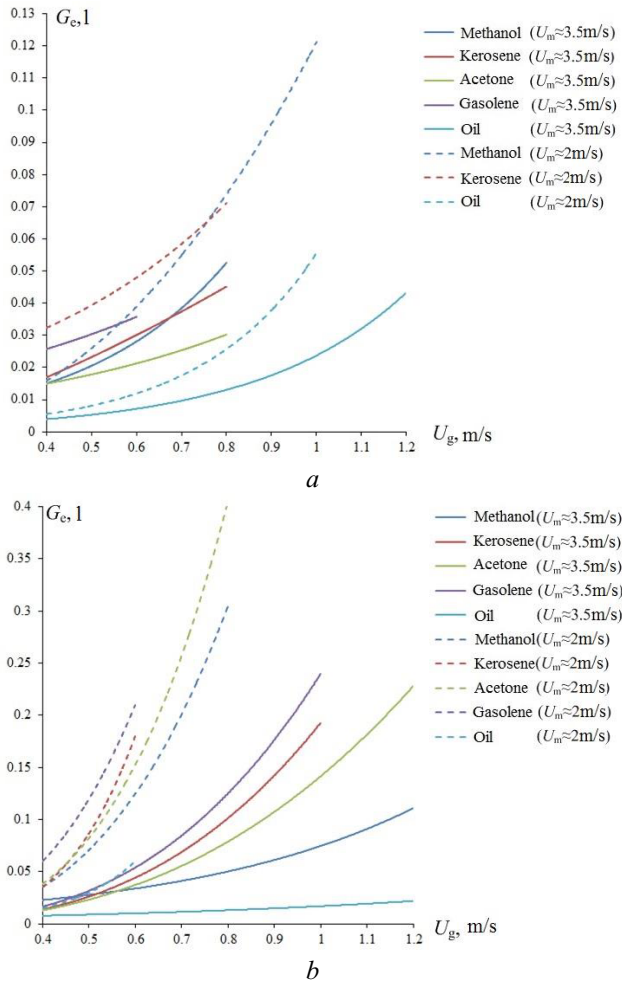 Ge, 1
0.13
0.12
0.11
0.1
0.09
0.08
0.07
0.06
0.05
0.04
0.03
0.02
0.01
0
0.4 0.5 0.6 0.7 0.8 0.9 1 1.1 1.2
Ug, m/s
Methanol (Um≈3.5m/s)
Kerosene (Um≈3.5m/s)
Acetone (Um≈3.5m/s)
Gasolene (Um≈3.5m/s)
Oil (Um≈3.5m/s)
Methanol (Um≈2m/s)
Kerosene (Um≈2m/s)
Oil (Um≈2m/s)
a
Ge, 1
0.4
0.35
0.3
0.25
0.2
0.15
0.1
0.05
0
0.4 0.5 0.6 0.7 0.8 0.9 1 1.1 1.2
Ug, m/s
Methanol (Um≈3.5m/s)
Kerosene (Um≈3.5m/s)
Acetone (Um≈3.5m/s)
Gasolene (Um≈3.5m/s)
Oil (Um≈3.5m/s)
Methanol (Um≈2m/s)
Kerosene (Um≈2m/s)
Acetone (Um≈2m/s)
Gasolene (Um≈2m/s)
Oil (Um≈2m/s)
b